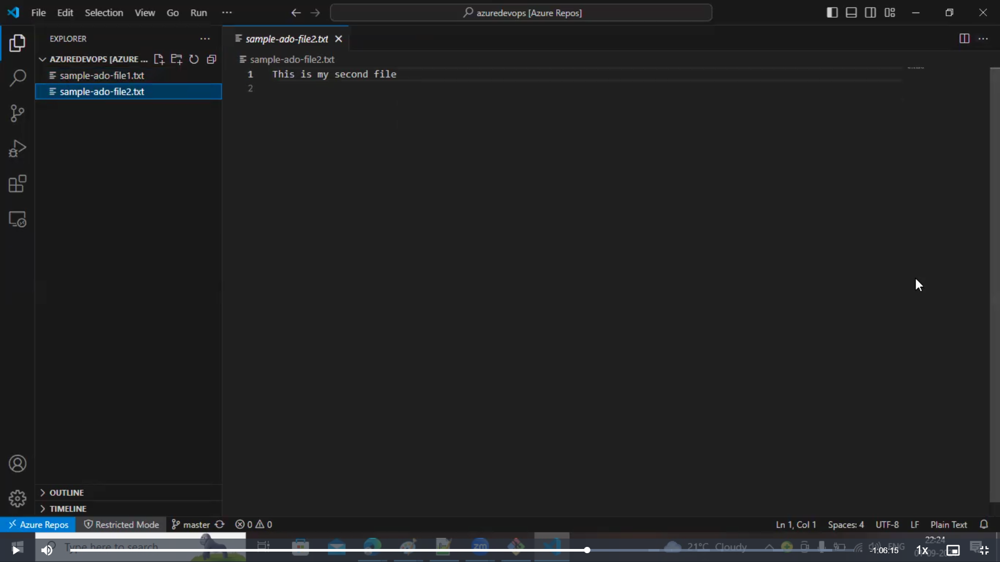 File Edit Selection View Go Run ···
azuredevops [Azure Repos]
EXPLORER
sample-ado-file2.txt
AZUREDEVOPS [AZURE ...
sample-ado-file2.txt
sample-ado-file1.txt
1 This is my second file
sample-ado-file2.txt
2
OUTLINE
TIMELINE
Azure Repos Restricted Mode master 0 0 Ln 1, Col 1 Spaces: 4 UTF-8 LF Plain Text
Type here to search
zm
21°C Cloudy
ENG
22:24
-1:06:15 1x